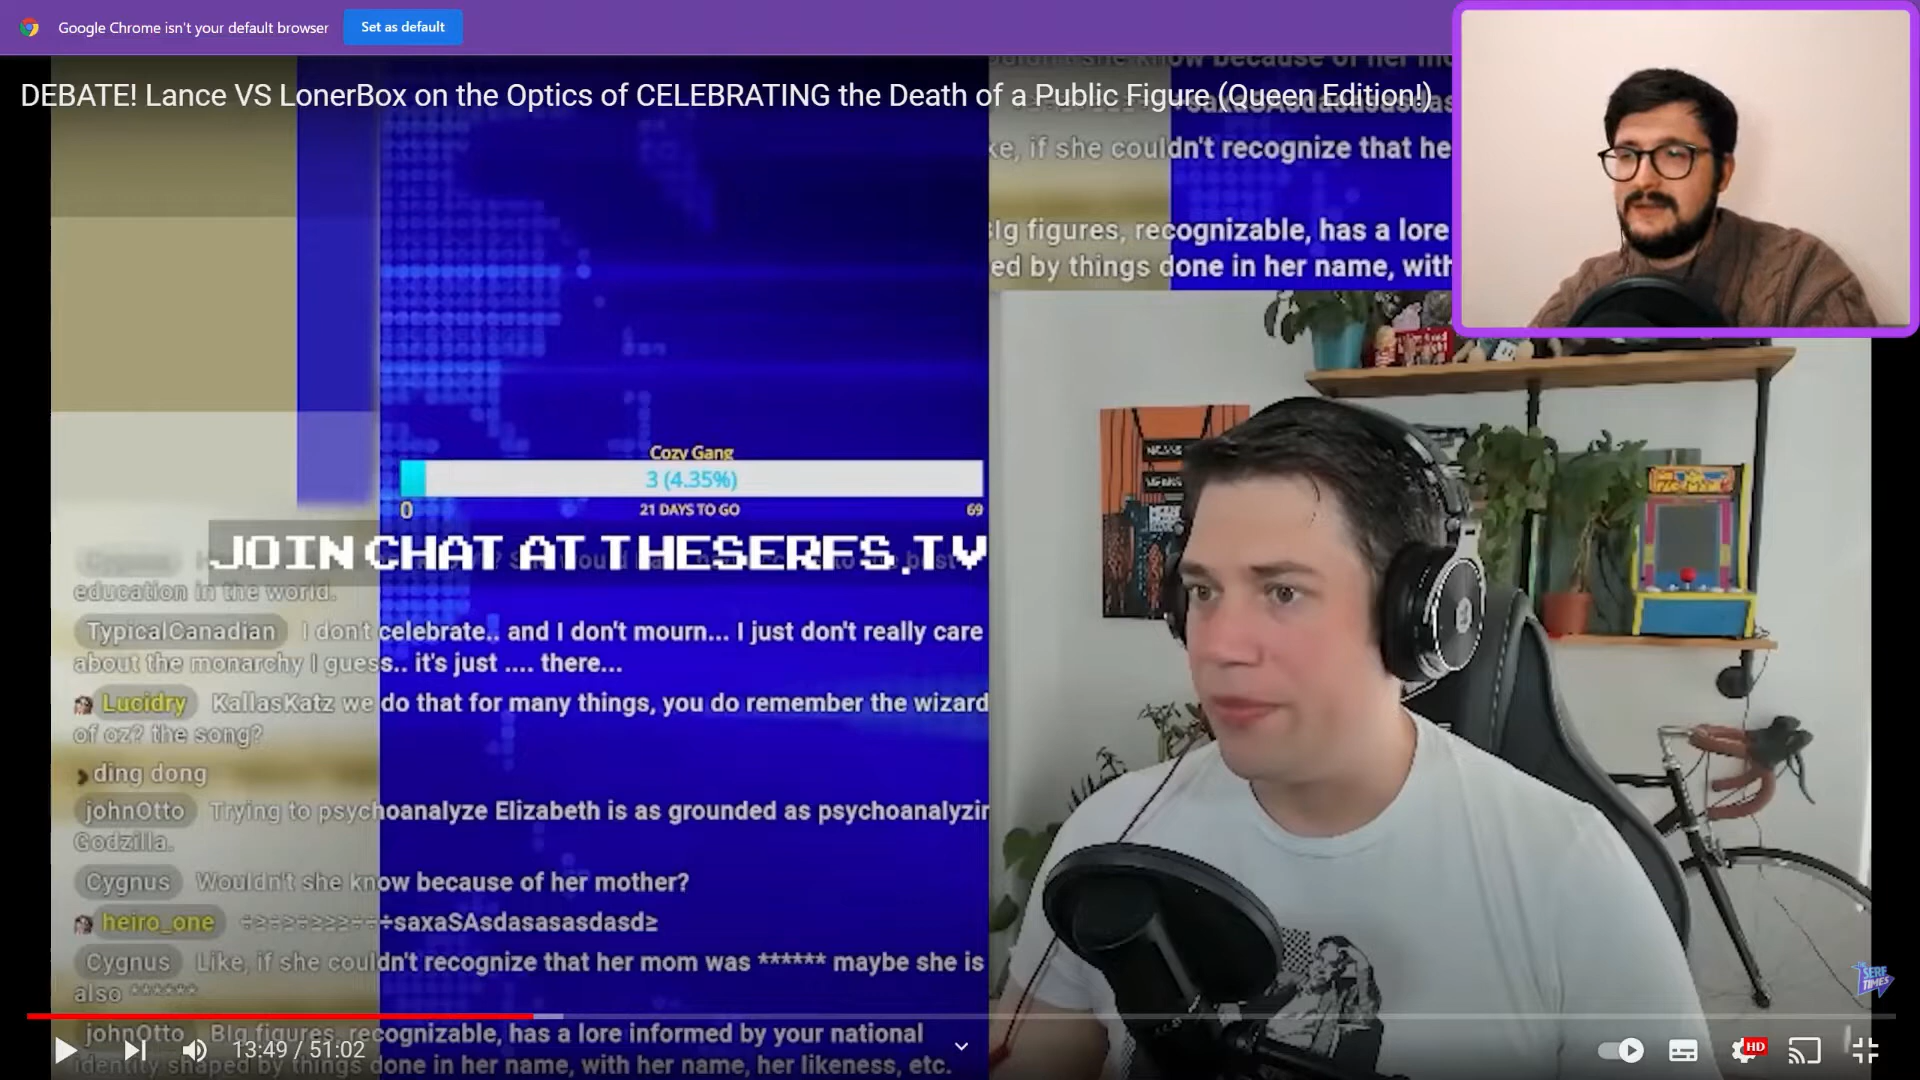 Google Chrome isn't your default browser
Set as default
DEBATE! Lance VS LonerBox on the Optics of CELEBRATING the Death of a Public Figure (Queen Edition!)
ke, if she couldn't recognize that he
Ig figures, recognizable, has a lore
ed by things done in her name, with
Cozy Gang
3 (4.35%)
0
21 DAYS TO GO
69
JOIN CHAT AT THESERFS.TV
education in the world.
TypicalCanadian I don't celebrate.. and I don't mourn... I just don't really care
about the monarchy I guess.. it's just .... there...
Lucidry KallasKatz we do that for many things, you do remember the wizard
of oz? the song?
ding dong
johnOtto Trying to psychoanalyze Elizabeth is as grounded as psychoanalyzin
Godzilla.
Cygnus Wouldn't she know because of her mother?
heiro_one ÷≥÷≥÷≥≥≥÷÷÷saxaSAsdasasasdasd≥
Cygnus Like, if she couldn't recognize that her mom was ****** maybe she is
also ******
johnOtto BIg figures, recognizable, has a lore informed by your national
identity shaped by things done in her name, with her name, her likeness, etc.
SERF
TIMES
13:49 / 51:02
HD